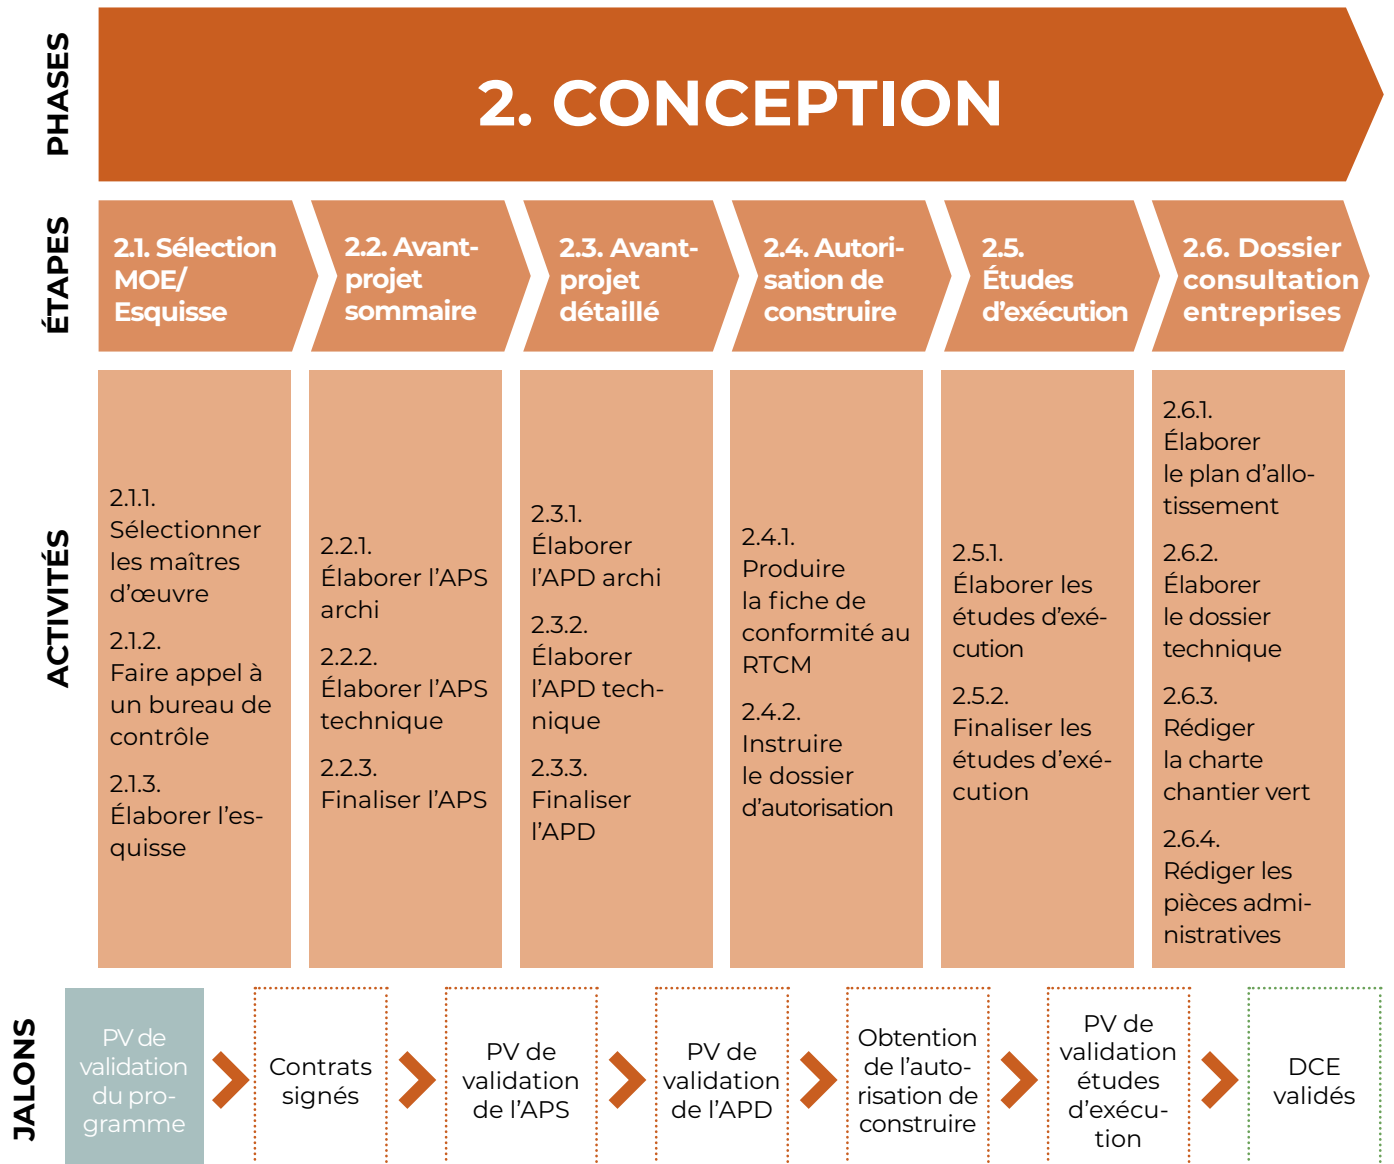 PHASES
2. CONCEPTION
ÉTAPES
2.1. Sélection
MOE/
Esquisse
2.2. Avant-
projet
sommaire
2.3. Avant-
projet
détaillé
2.4. Autori-
sation de
construire
2.5.
Études
d’exécution
2.6. Dossier
consultation
entreprises
ACTIVITÉS
2.1.1.
Sélectionner
les maîtres
d’œuvre
2.1.2.
Faire appel à
un bureau de
contrôle
2.1.3.
Élaborer l’es-
quisse
2.2.1.
Élaborer l’APS
archi
2.2.2.
Élaborer l’APS
technique
2.2.3.
Finaliser l’APS
2.3.1.
Élaborer
l’APD archi
2.3.2.
Élaborer
l’APD tech-
nique
2.3.3.
Finaliser
l’APD
2.4.1.
Produire
la fiche de
conformité au
RTCM
2.4.2.
Instruire
le dossier
d’autorisation
2.5.1.
Élaborer les
études d’exé-
cution
2.5.2.
Finaliser les
études d’exé-
cution
2.6.1.
Élaborer
le plan d’allo-
tissement
2.6.2.
Élaborer
le dossier
technique
2.6.3.
Rédiger
la charte
chantier vert
2.6.4.
Rédiger les
pièces admi-
nistratives
JALONS
PV de
validation
du pro-
gramme
Contrats
signés
PV de
validation
de l’APS
PV de
validation
de l’APD
Obtention
de l’auto-
risation de
construire
PV de
validation
études
d’exécu-
tion
DCE
validés